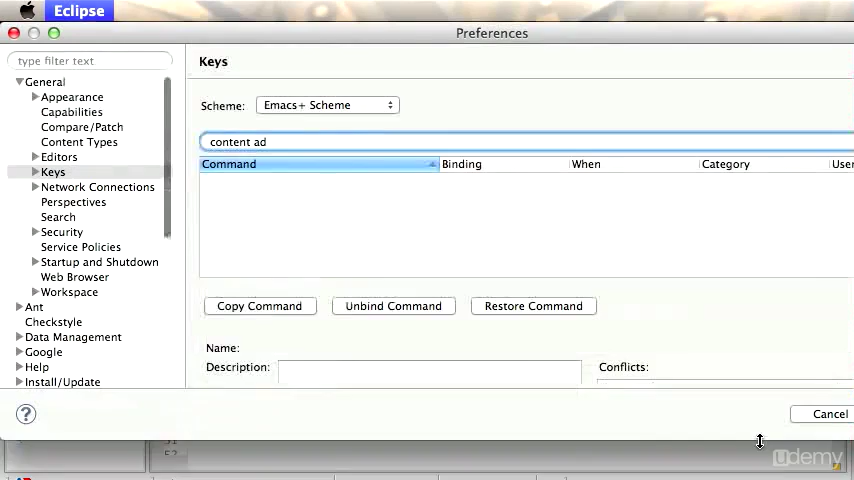 Eclipse
Preferences
type filter text
General
Appearance
Capabilities
Compare/Patch
Content Types
Editors
Keys
Network Connections
Perspectives
Search
Security
Service Policies
Startup and Shutdown
Web Browser
Workspace
Ant
Checkstyle
Data Management
Google
Help
Install/Update
Keys
Scheme: Emacs+ Scheme
content ad
Command Binding When Category User
Copy Command Unbind Command Restore Command
Name:
Description: Conflicts:
? Cancel
udemy